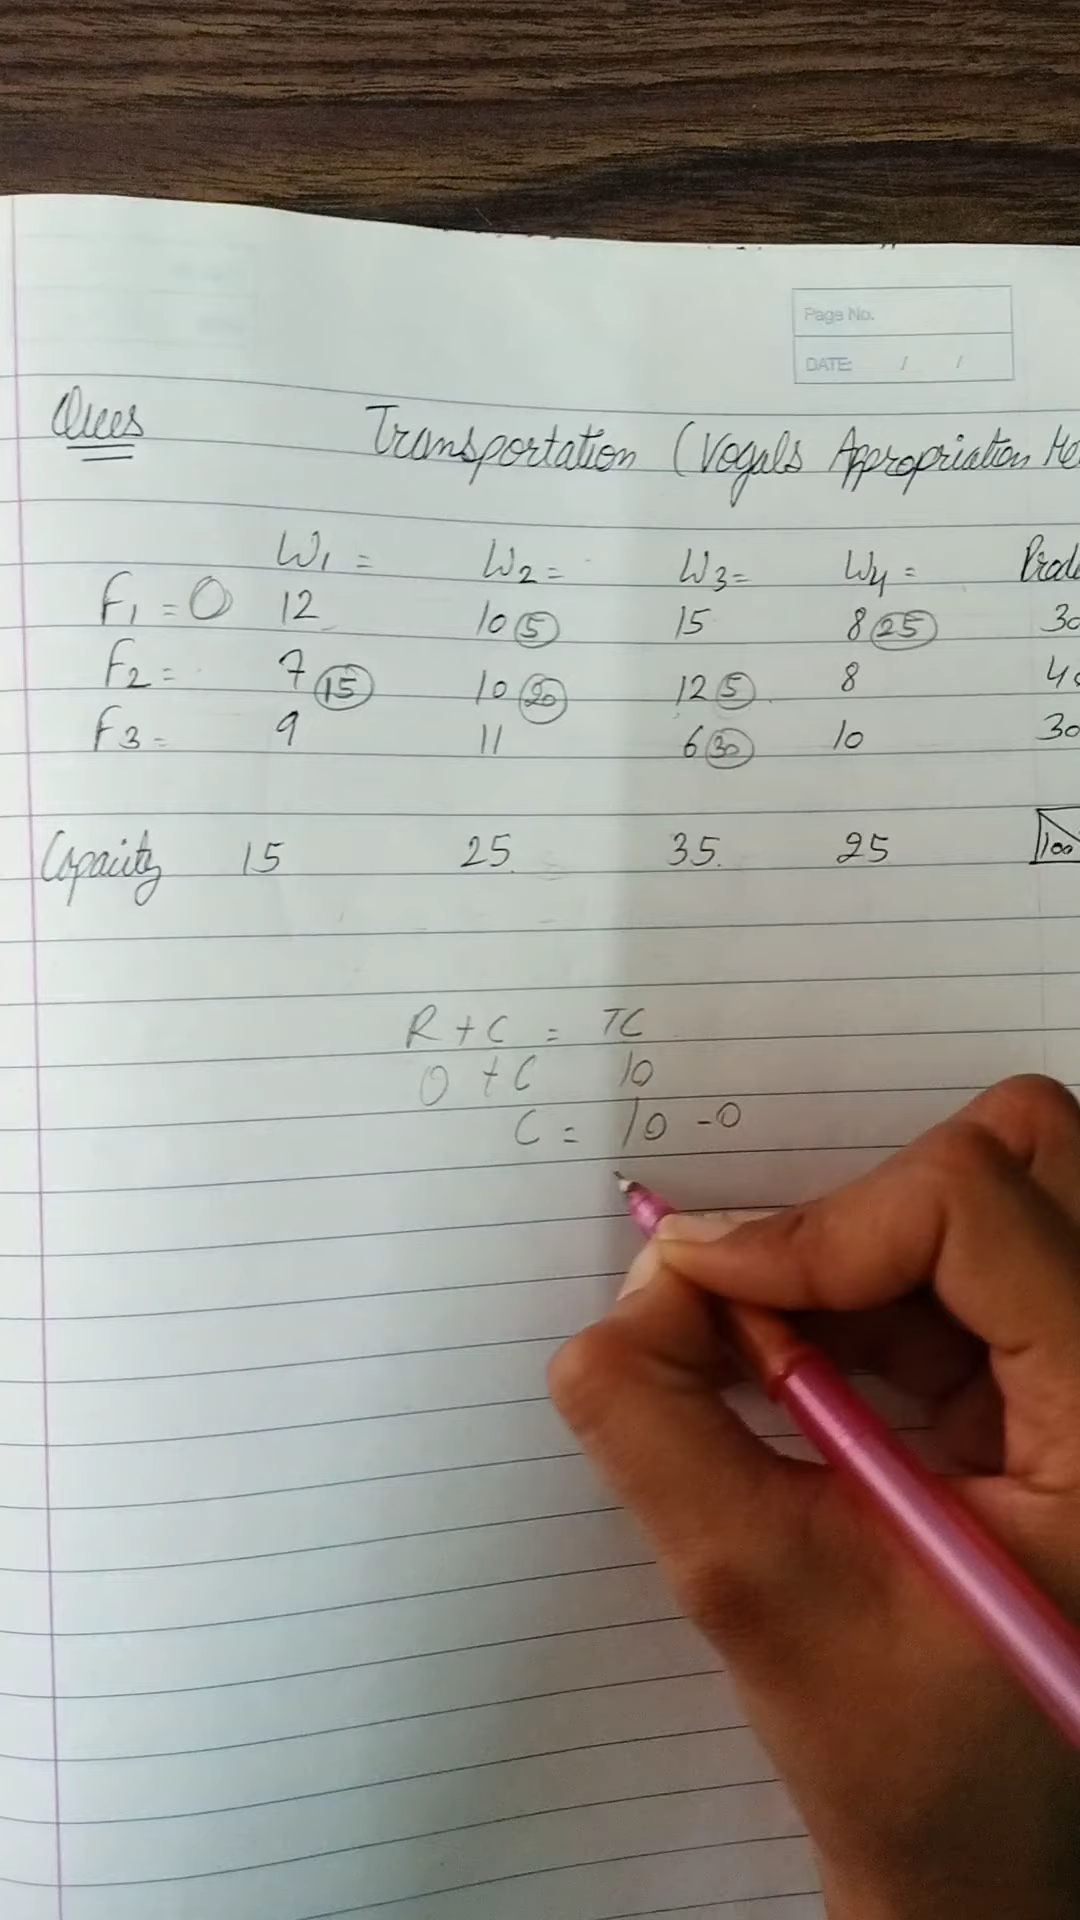 Page No.
DATE: / /
Ques Transportation (Vogals Appropriation
W1 = W2 = W3 = W4 =
F1 = 0 12 10 (5) 15 8 (25) 30
F2 = 7 (15) 10 (20) 12 (5) 8
F3 = 9 11 6 (30) 10 30
Capacity 15 25 35 25 100
R + C = TC
0 + C 10
C = 10 - 0